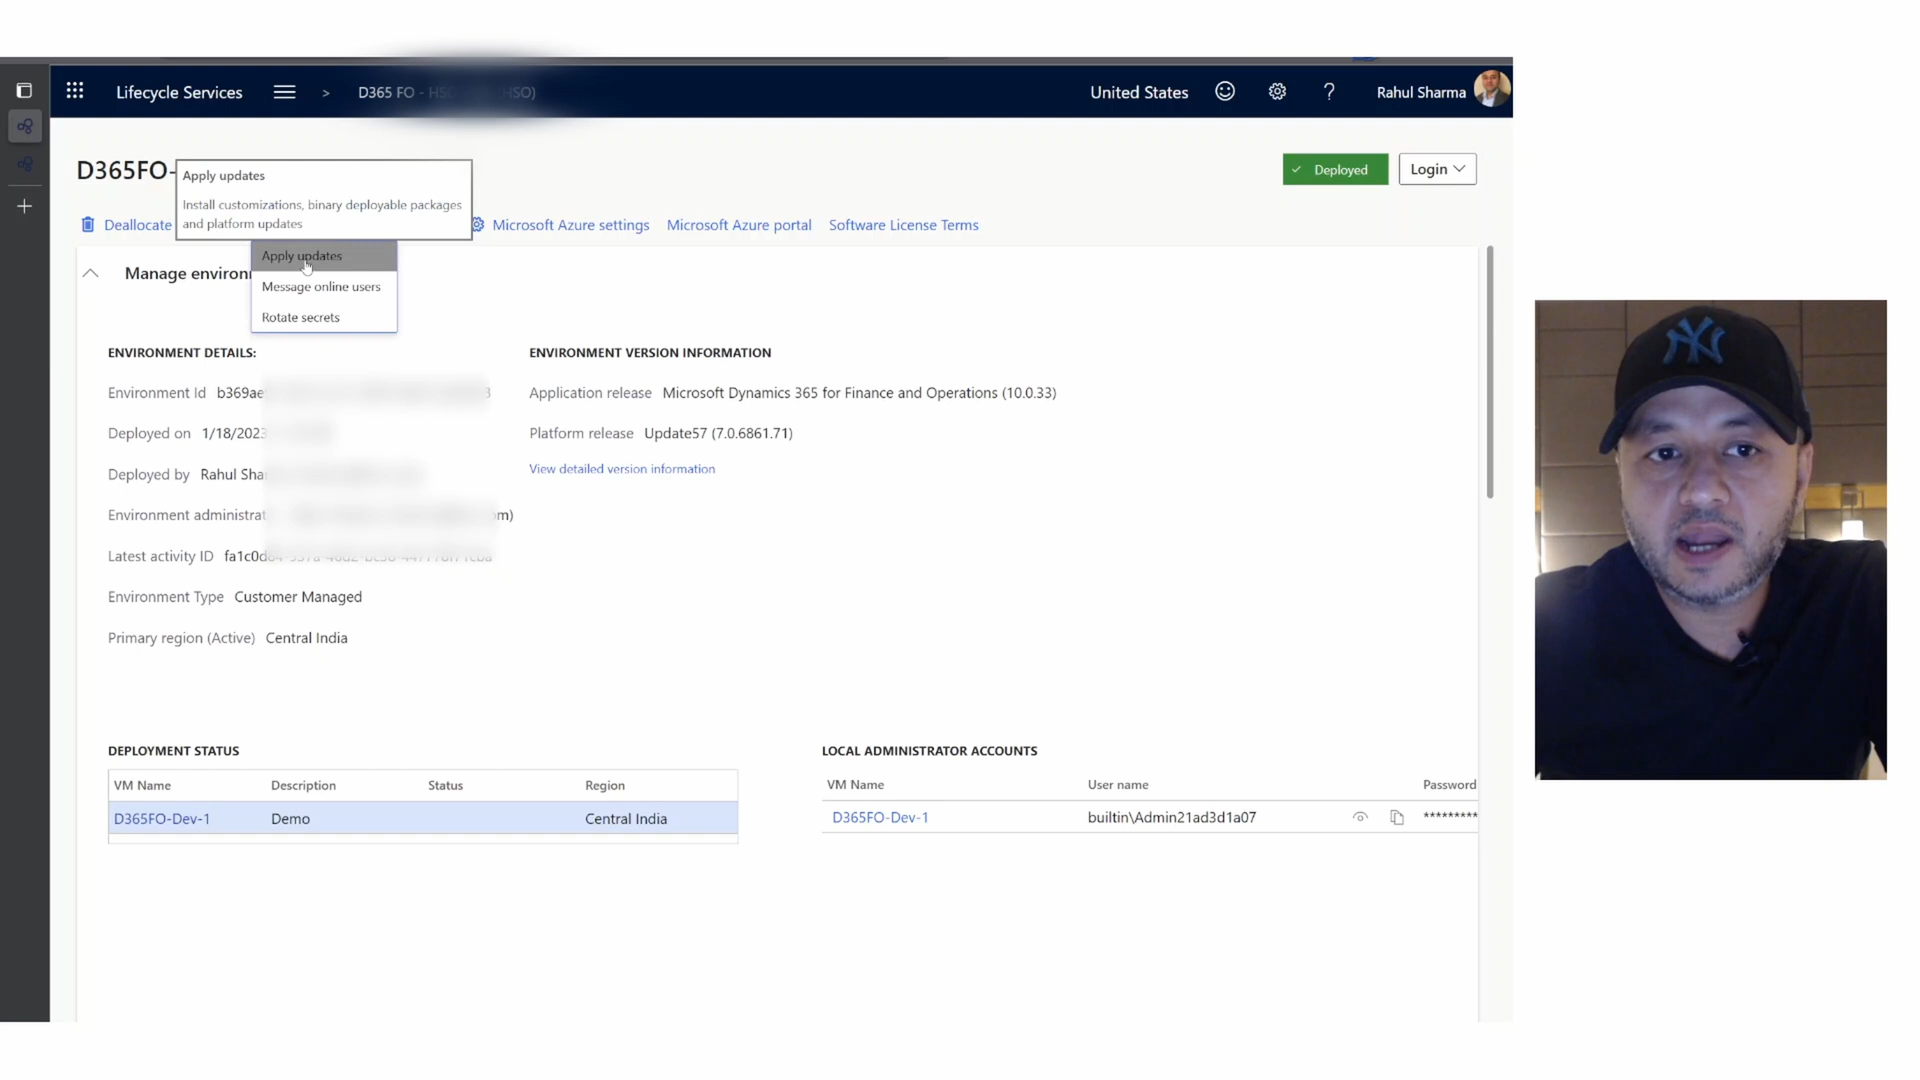 Lifecycle Services > D365 FO - HS HSO)
United States
Rahul Sharma
D365FO-
Apply updates
Install customizations, binary deployable packages
and platform updates
Deployed
Login
Deallocate
Microsoft Azure settings
Microsoft Azure portal
Software License Terms
Apply updates
Message online users
Rotate secrets
Manage environ
ENVIRONMENT DETAILS:
Environment Id b369ae 3
Deployed on 1/18/2023
Deployed by Rahul Sha
Environment administrat om)
Latest activity ID fa1c0d
Environment Type Customer Managed
Primary region (Active) Central India
ENVIRONMENT VERSION INFORMATION
Application release Microsoft Dynamics 365 for Finance and Operations (10.0.33)
Platform release Update57 (7.0.6861.71)
View detailed version information
DEPLOYMENT STATUS
VM Name Description Status Region
D365FO-Dev-1 Demo Central India
LOCAL ADMINISTRATOR ACCOUNTS
VM Name User name Password
D365FO-Dev-1 builtin\Admin21ad3d1a07 *********